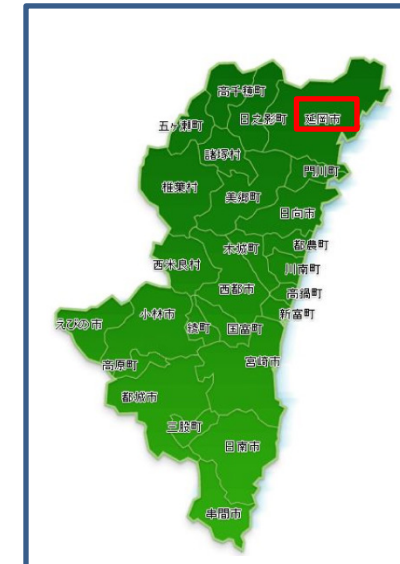 高千穂町
日之影町
延岡市
五ヶ瀬町
諸塚村
門川町
椎葉村
美郷町
日向市
木城町
都農町
西米良村
川南町
西都市
高鍋町
新富町
えびの市
小林市
綾町
国富町
高原町
宮崎市
都城市
三股町
日南市
串間市